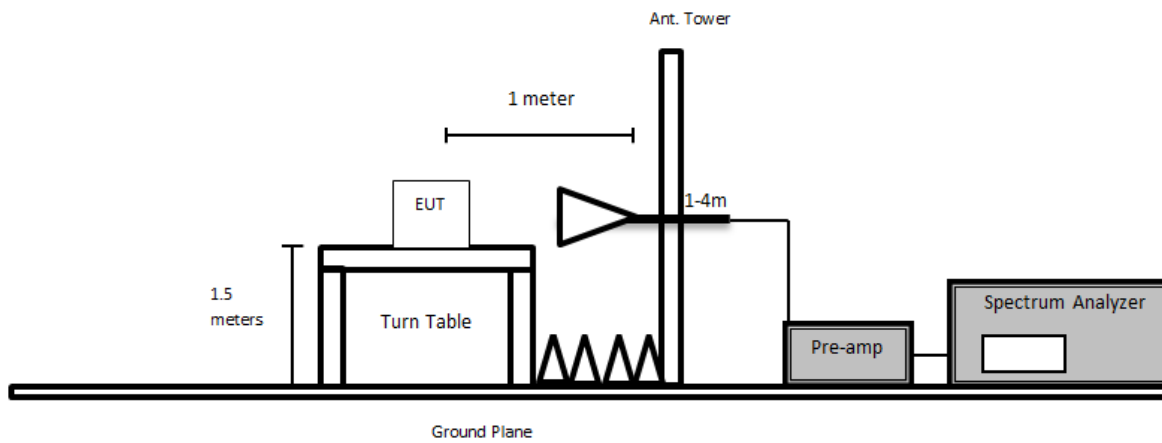 Ant. Tower
1 meter
EUT
1-4m
1.5
meters
Turn Table
Pre-amp
Spectrum Analyzer
Ground Plane